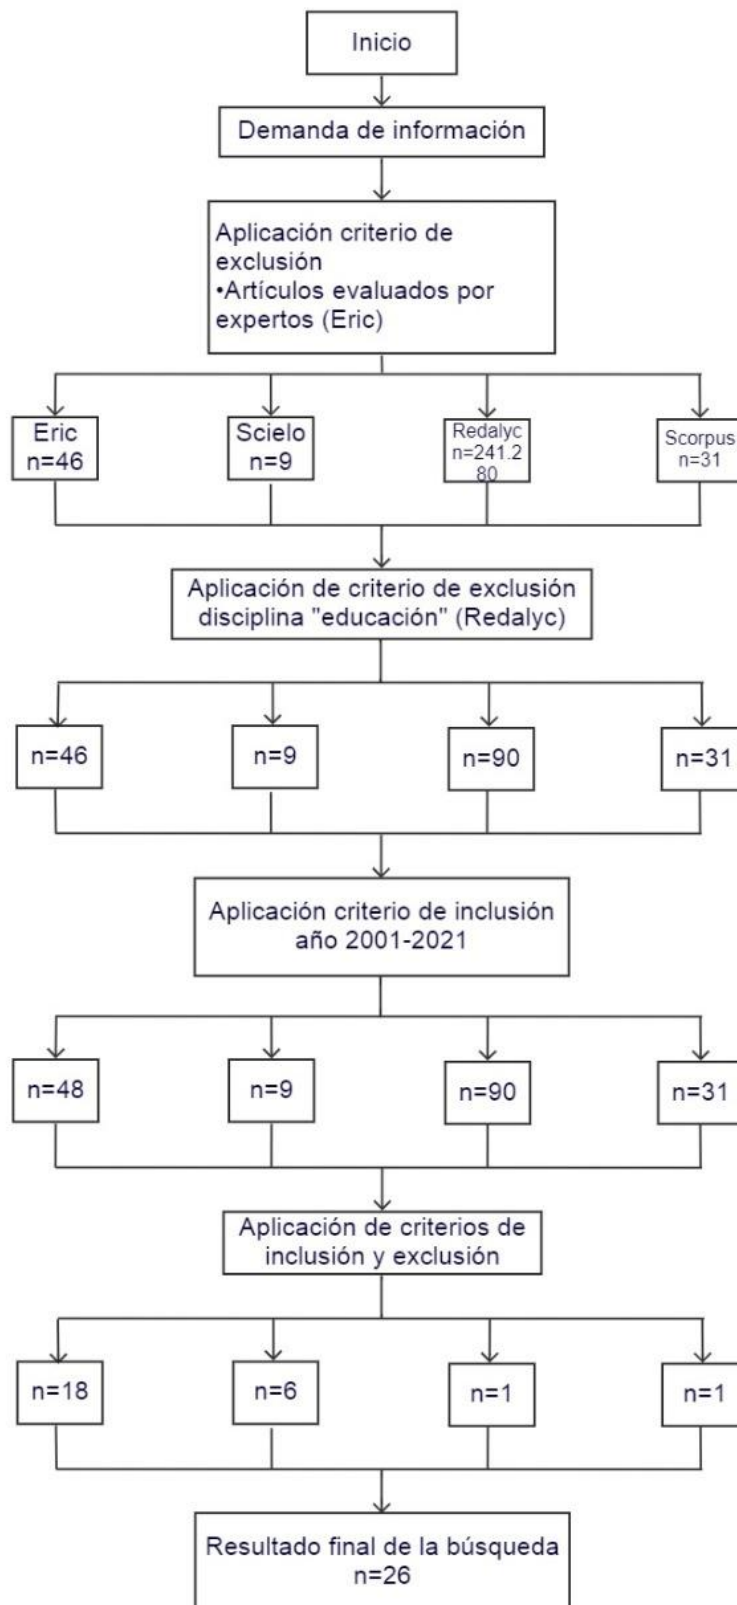 Inicio
Demanda de información
Aplicación criterio de
exclusión
•Artículos evaluados por
expertos (Eric)
Eric
n=46
Scielo
n=9
Redalyc
n=241.2
80
Scorpus
n=31
Aplicación de criterio de exclusión
disciplina "educación" (Redalyc)
n=46
n=9
n=90
n=31
Aplicación criterio de inclusión
año 2001-2021
n=48
n=9
n=90
n=31
Aplicación de criterios de
inclusión y exclusión
n=18
n=6
n=1
n=1
Resultado final de la búsqueda
n=26